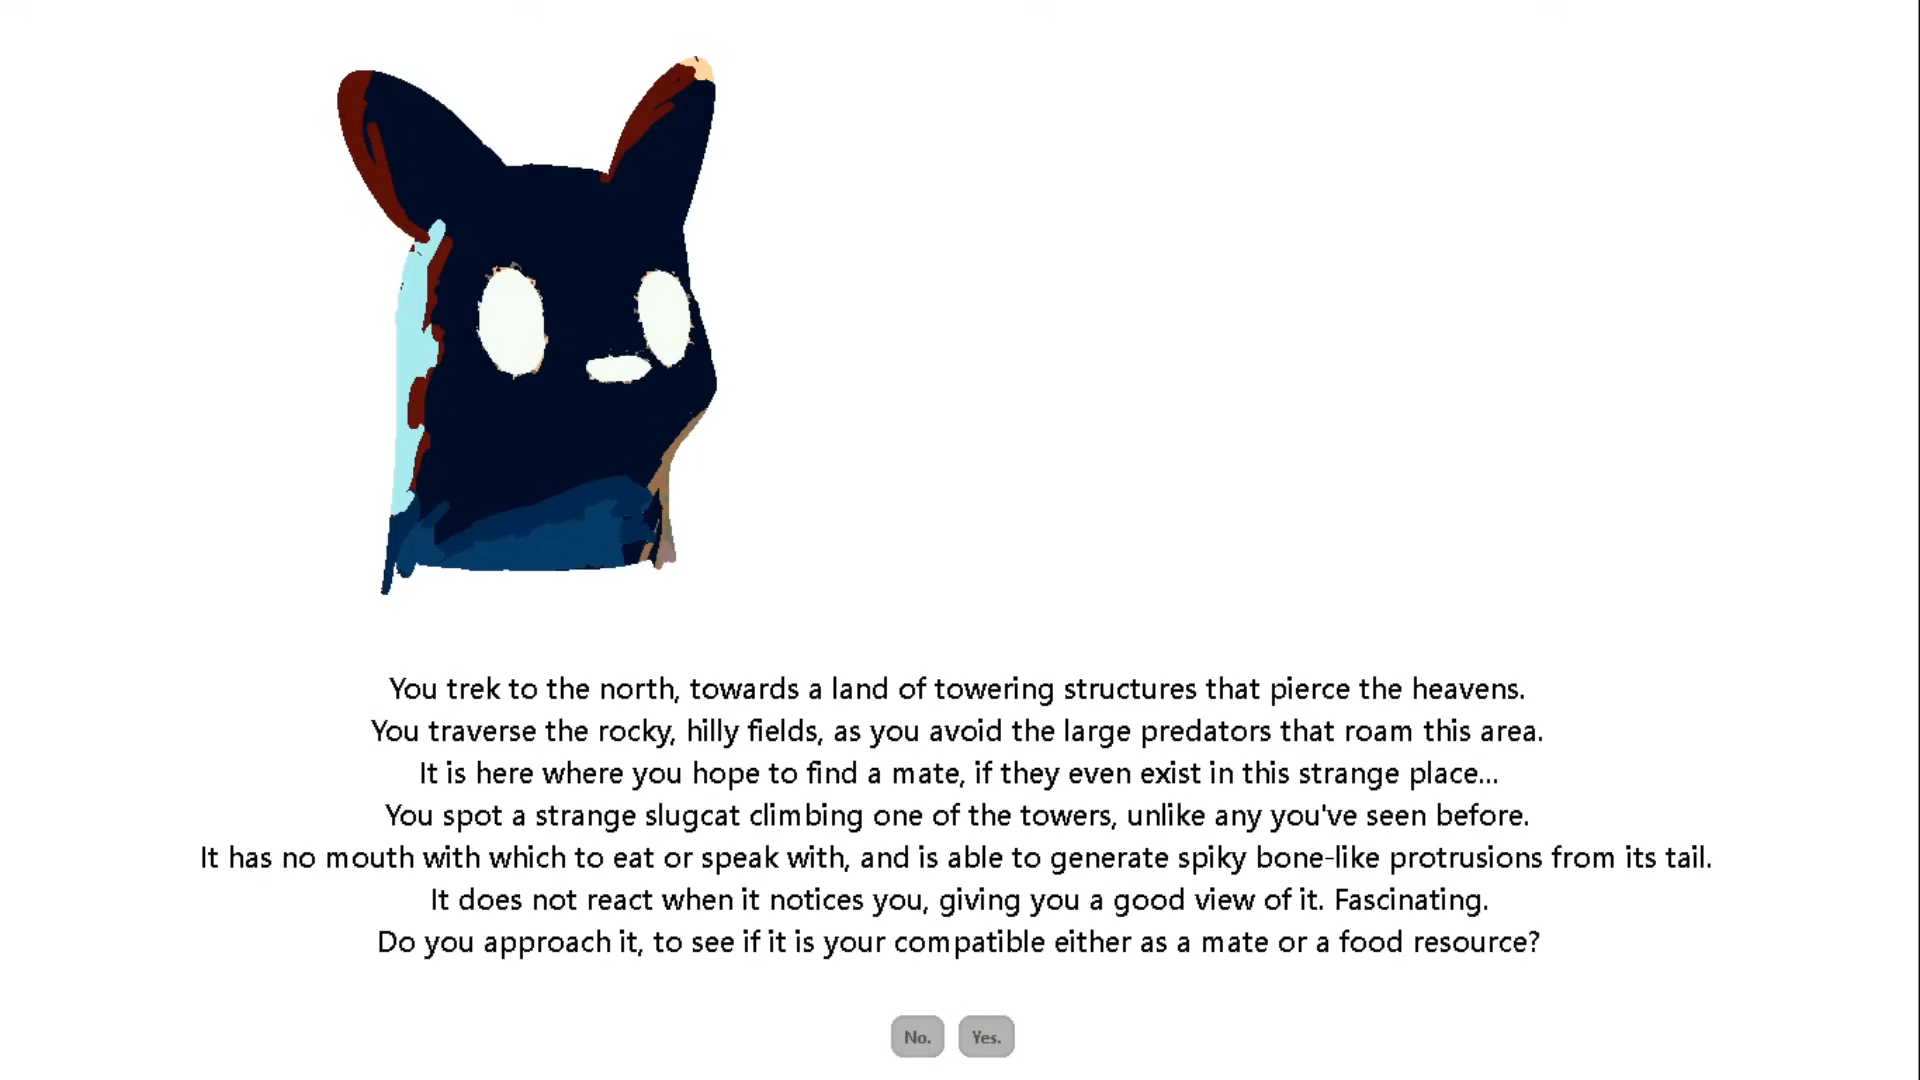 You trek to the north, towards a land of towering structures that pierce the heavens.
You traverse the rocky, hilly fields, as you avoid the large predators that roam this area.
It is here where you hope to find a mate, if they even exist in this strange place...
You spot a strange slugcat climbing one of the towers, unlike any you've seen before.
It has no mouth with which to eat or speak with, and is able to generate spiky bone-like protrusions from its tail.
It does not react when it notices you, giving you a good view of it. Fascinating.
Do you approach it, to see if it is your compatible either as a mate or a food resource?
No. Yes.